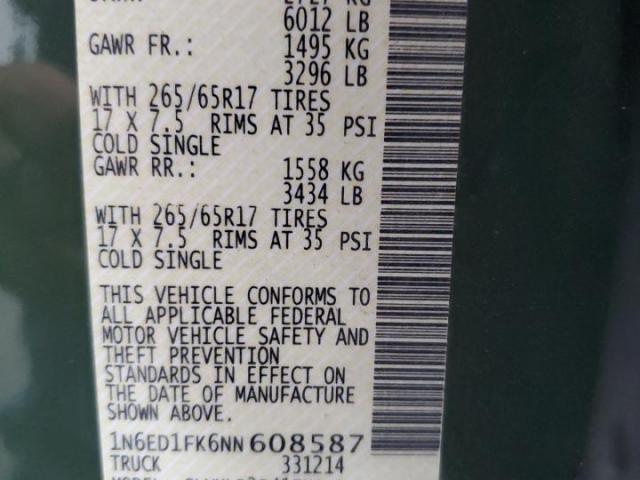 6012 LB
GAWR FR.: 1495 KG
3296 LB
WITH 265/65R17 TIRES
17 X 7.5 RIMS AT 35 PSI
COLD SINGLE
GAWR RR.: 1558 KG
3434 LB
WITH 265/65R17 TIRES
17 X 7.5 RIMS AT 35 PSI
COLD SINGLE
THIS VEHICLE CONFORMS TO
ALL APPLICABLE FEDERAL
MOTOR VEHICLE SAFETY AND
THEFT PREVENTION
STANDARDS IN EFFECT ON
THE DATE OF MANUFACTURE
SHOWN ABOVE.
1N6ED1FK6NN608587
TRUCK 331214